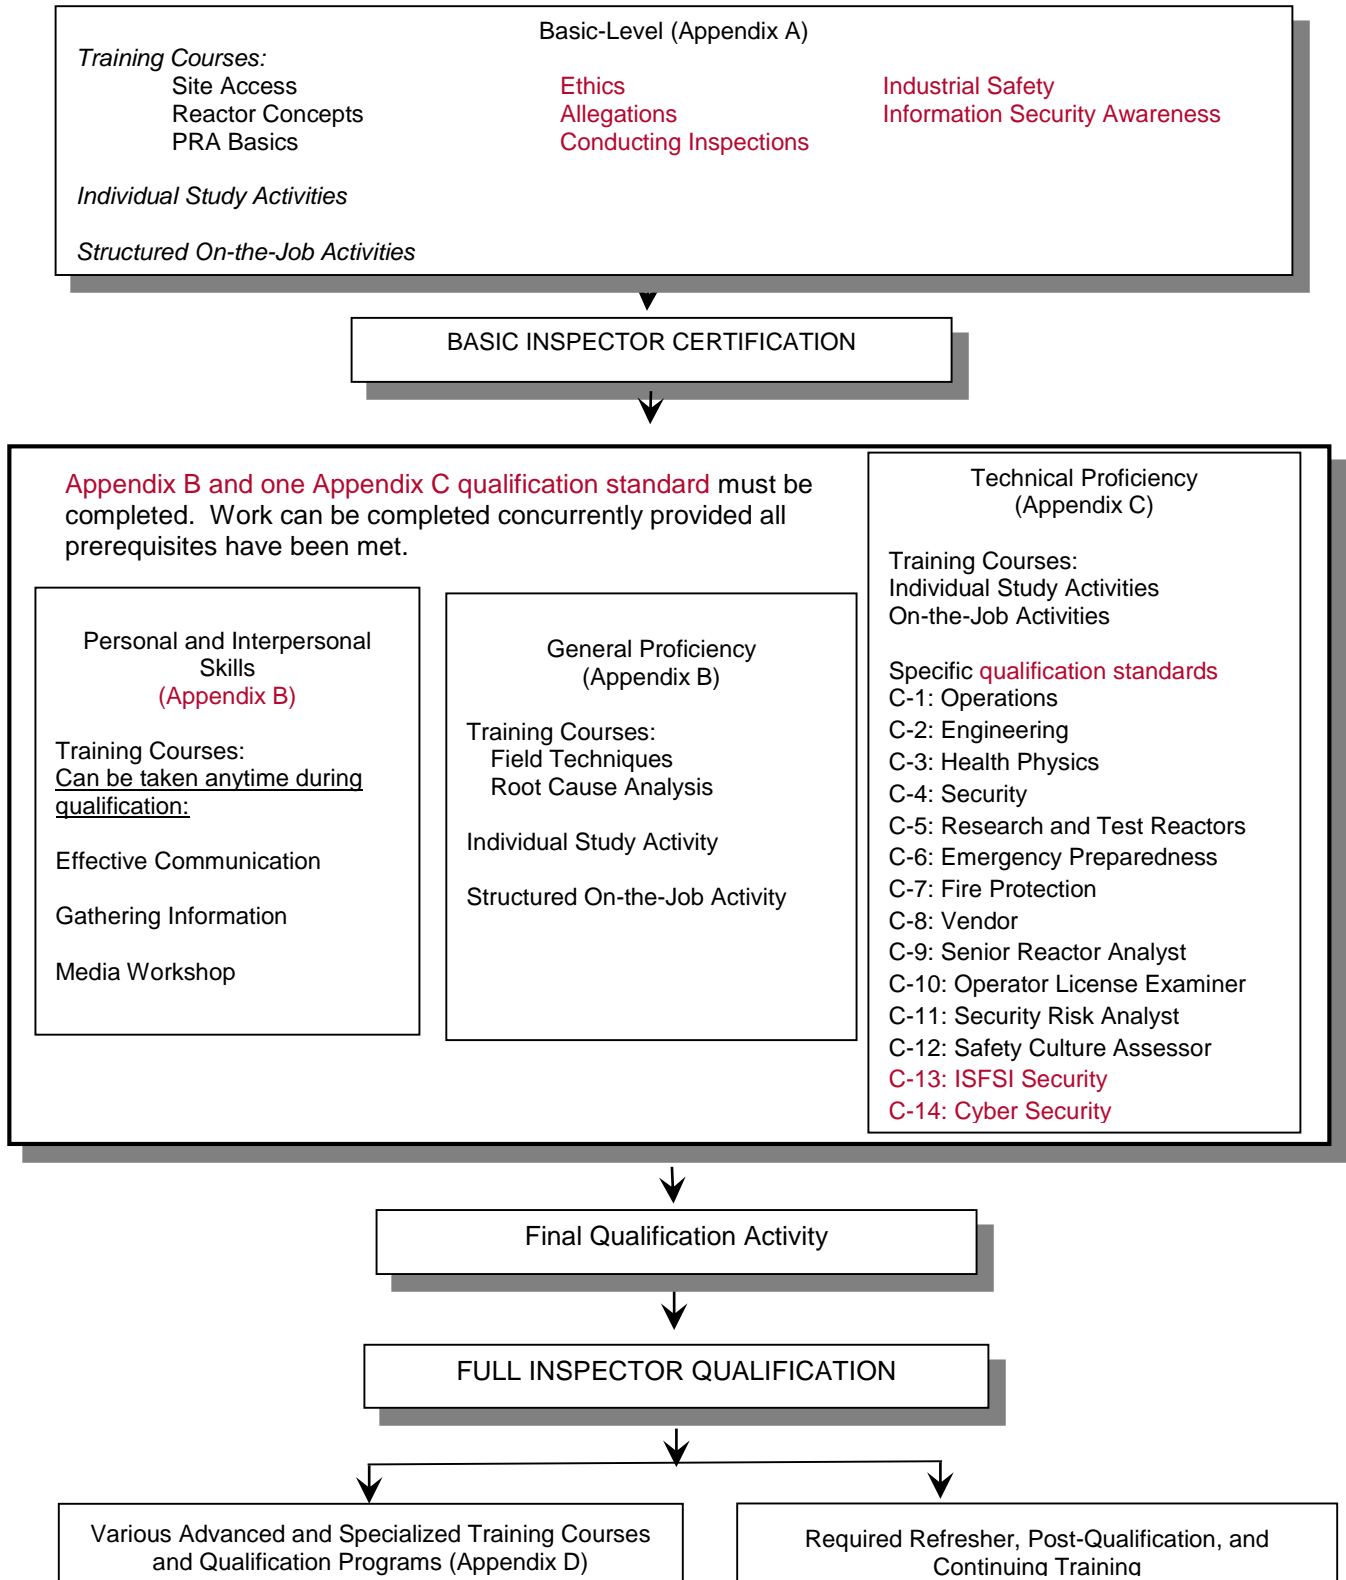 Basic-Level (Appendix A)
Training Courses:
Site Access Ethics Industrial Safety
Reactor Concepts Allegations Information Security Awareness
PRA Basics Conducting Inspections
Individual Study Activities
Structured On-the-Job Activities
BASIC INSPECTOR CERTIFICATION
Appendix B and one Appendix C qualification standard must be
completed. Work can be completed concurrently provided all
prerequisites have been met.
Personal and Interpersonal
Skills
(Appendix B)
Training Courses:
Can be taken anytime during
qualification:
Effective Communication
Gathering Information
Media Workshop
General Proficiency
(Appendix B)
Training Courses:
Field Techniques
Root Cause Analysis
Individual Study Activity
Structured On-the-Job Activity
Technical Proficiency
(Appendix C)
Training Courses:
Individual Study Activities
On-the-Job Activities
Specific qualification standards
C-1: Operations
C-2: Engineering
C-3: Health Physics
C-4: Security
C-5: Research and Test Reactors
C-6: Emergency Preparedness
C-7: Fire Protection
C-8: Vendor
C-9: Senior Reactor Analyst
C-10: Operator License Examiner
C-11: Security Risk Analyst
C-12: Safety Culture Assessor
C-13: ISFSI Security
C-14: Cyber Security
Final Qualification Activity
FULL INSPECTOR QUALIFICATION
Various Advanced and Specialized Training Courses
and Qualification Programs (Appendix D)
Required Refresher, Post-Qualification, and
Continuing Training